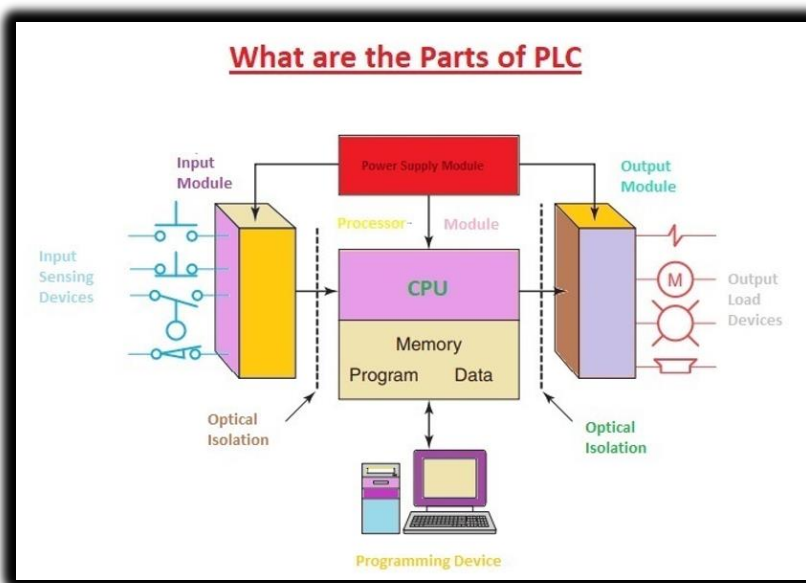 What are the Parts of PLC
Input
Module
Power Supply Module
Output
Module
Processor- Module
Input
Sensing
Devices
CPU
M
Output
Load
Devices
Memory
Program Data
Optical
Isolation
Optical
Isolation
Programming Device